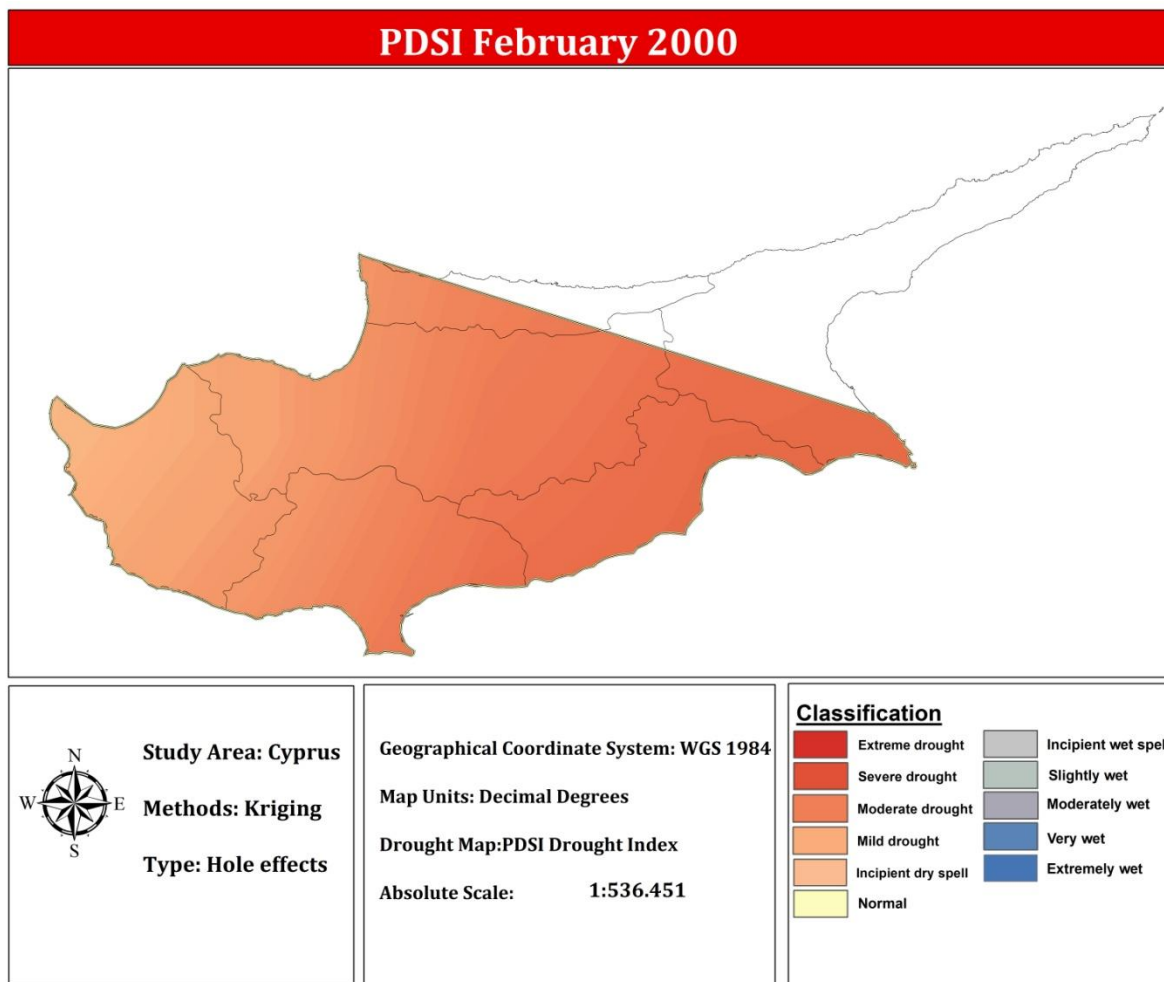 PDSI February 2000
N
W E
S
Study Area: Cyprus
Methods: Kriging
Type: Hole effects
Geographical Coordinate System: WGS 1984
Map Units: Decimal Degrees
Drought Map:PDSI Drought Index
Absolute Scale: 1:536.451
Classification
Extreme drought
Severe drought
Moderate drought
Mild drought
Incipient dry spell
Normal
Incipient wet spel
Slightly wet
Moderately wet
Very wet
Extremely wet